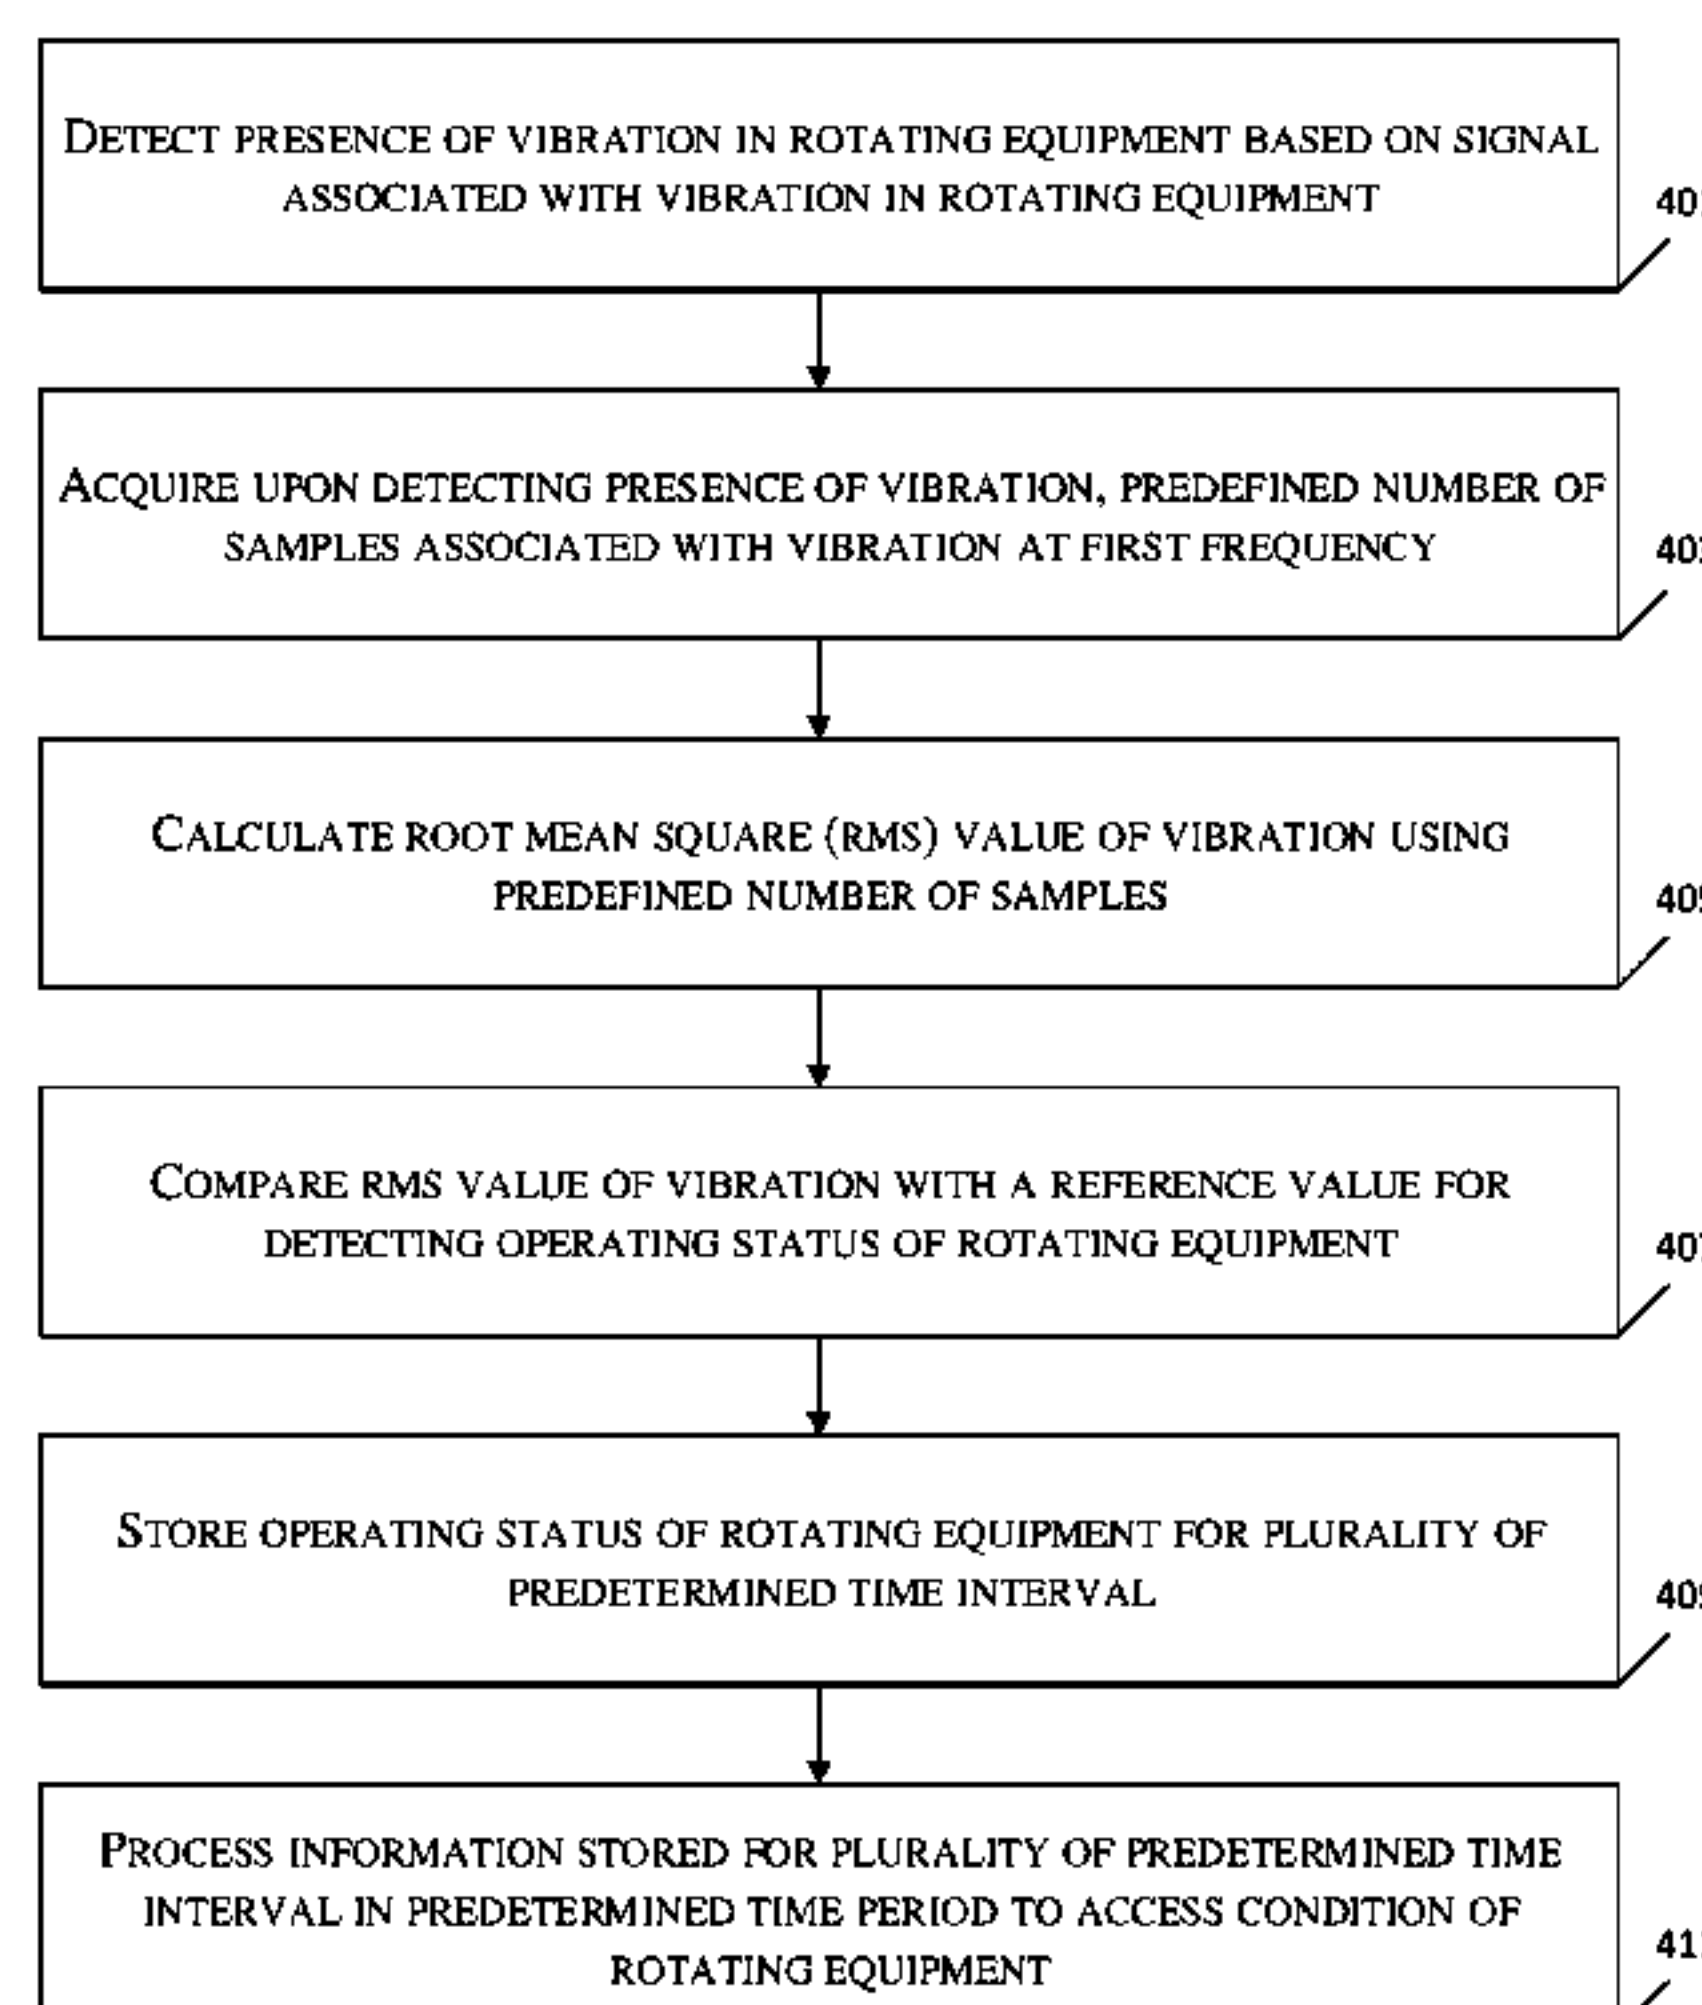 DETECT PRESENCE OF VIBRATION IN ROTATING EQUIPMENT BASED ON SIGNAL
ASSOCIATED WITH VIBRATION IN ROTATING EQUIPMENT
ACQUIRE UPON DETECTING PRESENCE OF VIBRATION, PREDEFINED NUMBER OF
SAMPLES ASSOCIATED WITH VIBRATION AT FIRST FREQUENCY
CALCULATE ROOT MEAN SQUARE (RMS) VALUE OF VIBRATION USING
PREDEFINED NUMBER OF SAMPLES
COMPARE RMS VALUE OF VIBRATION WITH A REFERENCE VALUE FOR
DETECTING OPERATING STATUS OF ROTATING EQUIPMENT
STORE OPERATING STATUS OF ROTATING EQUIPMENT FOR PLURALITY OF
PREDETERMINED TIME INTERVAL
PROCESS INFORMATION STORED FOR PLURALITY OF PREDETERMINED TIME
INTERVAL IN PREDETERMINED TIME PERIOD TO ACCESS CONDITION OF
ROTATING EQUIPMENT